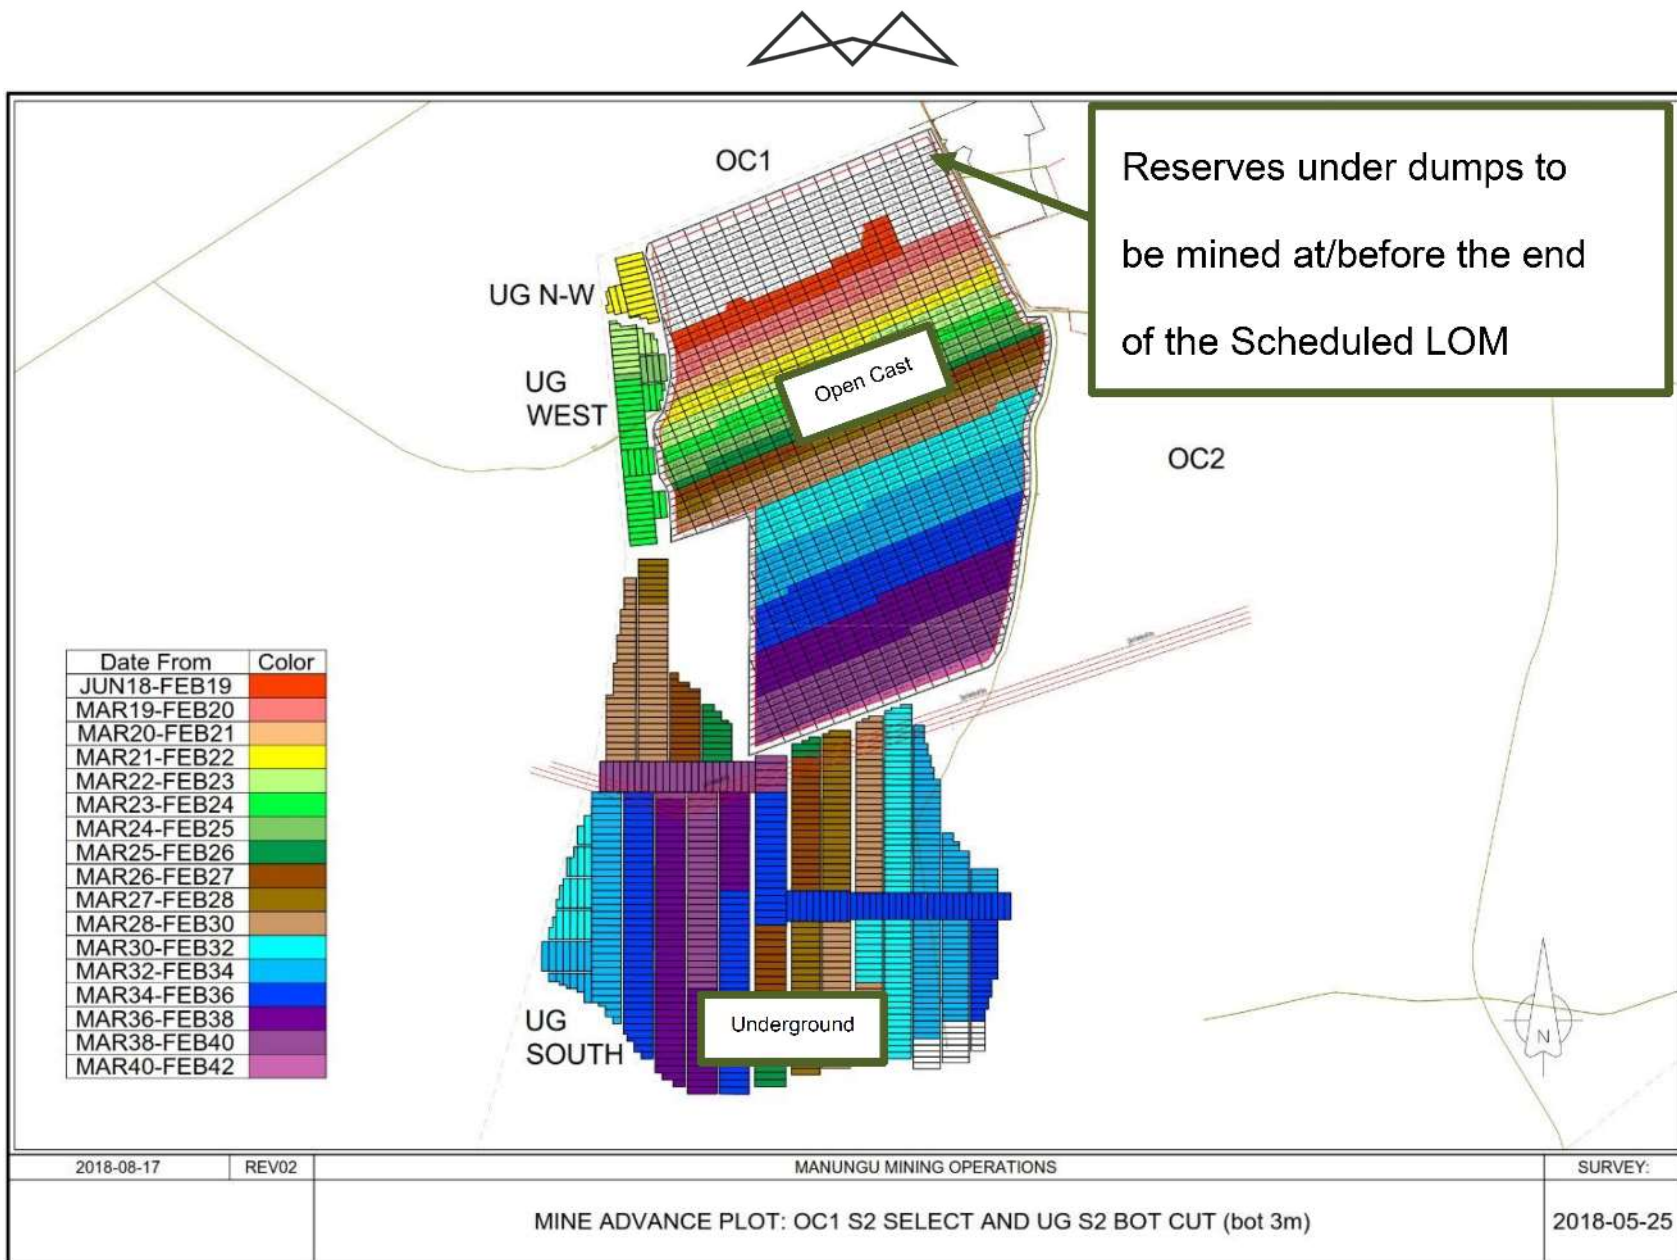 OC1
Reserves under dumps to
be mined at/before the end
of the Scheduled LOM
UG N-W
UG
WEST
Open Cast
OC2
Date From Color
JUN18-FEB19
MAR19-FEB20
MAR20-FEB21
MAR21-FEB22
MAR22-FEB23
MAR23-FEB24
MAR24-FEB25
MAR25-FEB26
MAR26-FEB27
MAR27-FEB28
MAR28-FEB30
MAR30-FEB32
MAR32-FEB34
MAR34-FEB36
MAR36-FEB38
MAR38-FEB40
MAR40-FEB42
UG
SOUTH
Underground
N
2018-08-17 REV02 MANUNGU MINING OPERATIONS SURVEY:
MINE ADVANCE PLOT: OC1 S2 SELECT AND UG S2 BOT CUT (bot 3m) 2018-05-25